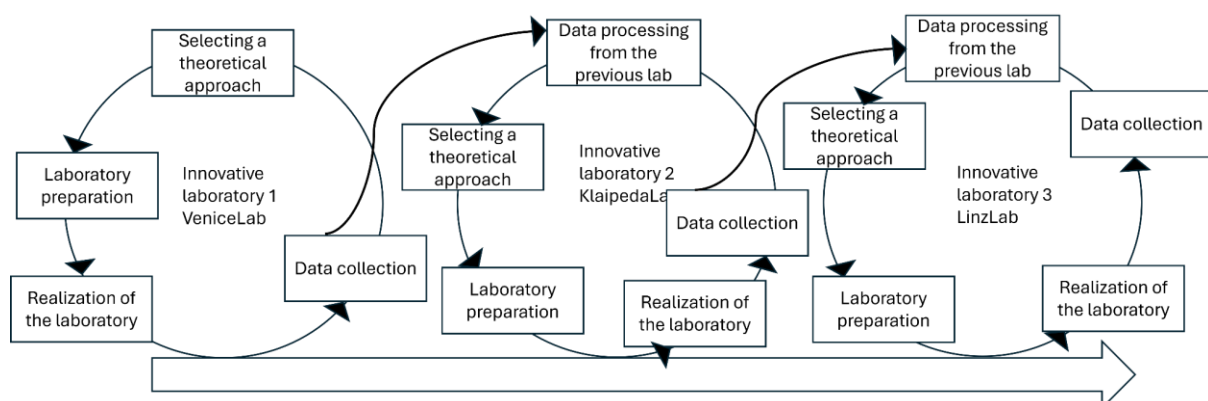 Selecting a
theoretical
approach
Laboratory
preparation
Innovative
laboratory 1
VeniceLab
Realization of
the laboratory
Data collection
Data processing
from the
previous lab
Selecting a
theoretical
approach
Innovative
laboratory 2
KlaipedaLa
Data collection
Laboratory
preparation
Realization of
the laboratory
Data processing
from the
previous lab
Selecting a
theoretical
approach
Data collection
Innovative
laboratory 3
LinzLab
Laboratory
preparation
Realization of
the laboratory